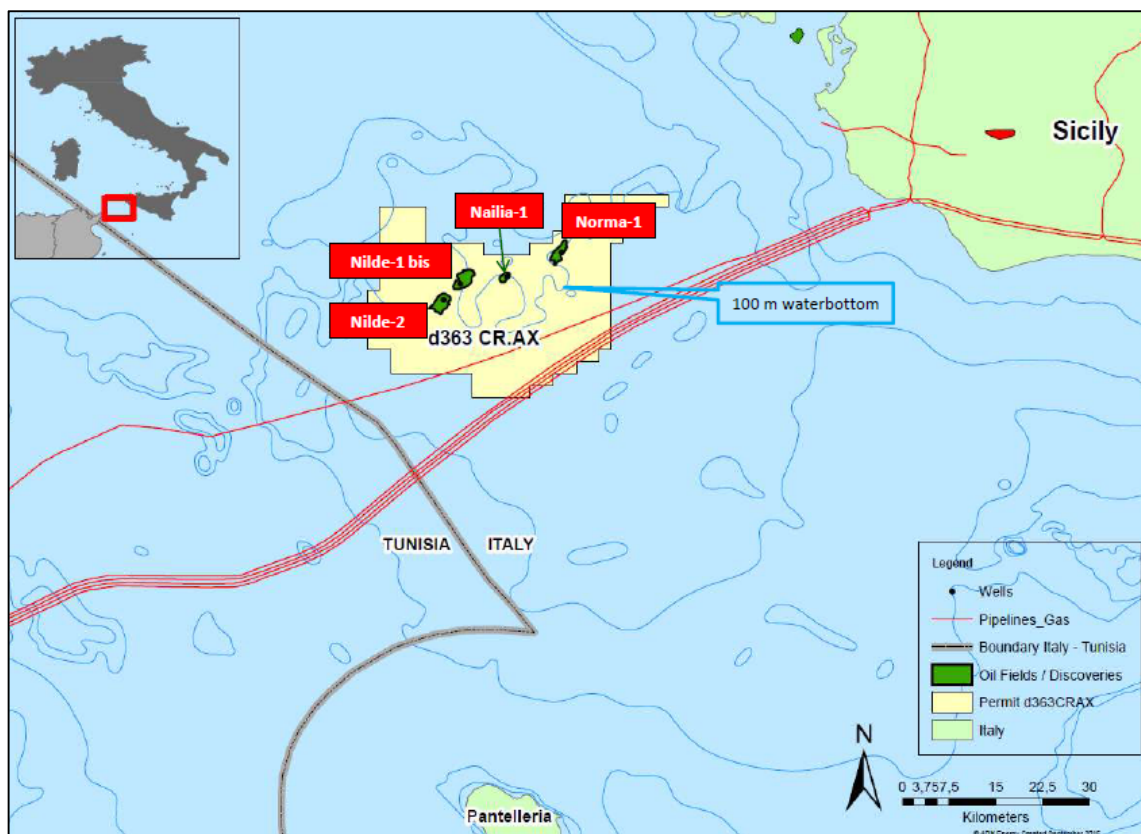 Sicily
Nailia-1
Norma-1
Nilde-1 bis
Nilde-2
100 m waterbottom
d363 CR.AX
TUNISIA
ITALY
Legend
Wells
Pipelines_Gas
Boundary Italy - Tunisia
Oil Fields / Discoveries
Permit d363CRAX
Italy
N
0 3,757,5 15 22,5 30
Kilometers
Pantelleria